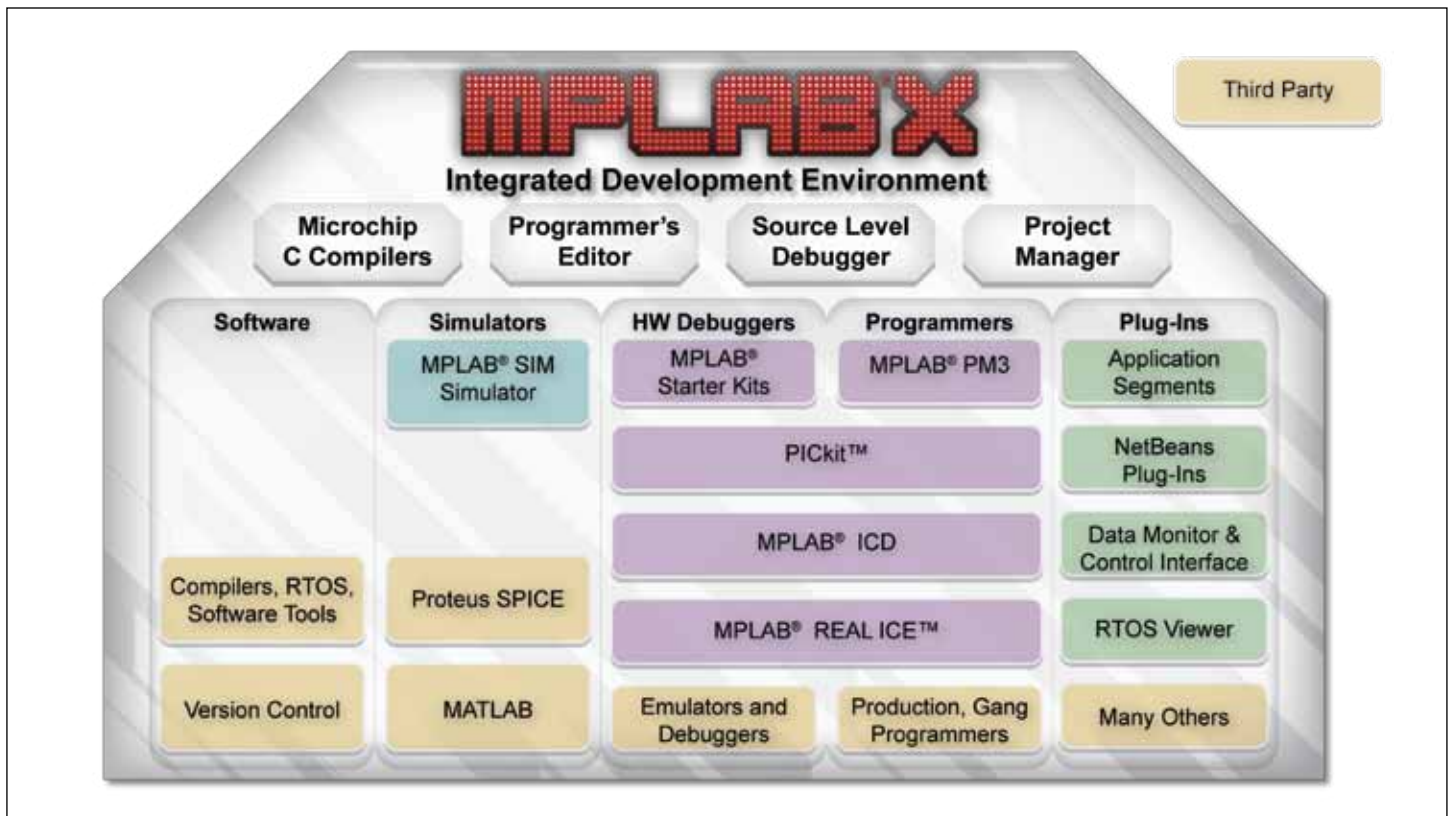 MPLAB®X
Integrated Development Environment
Third Party
Microchip
C Compilers
Programmer's
Editor
Source Level
Debugger
Project
Manager
Software
Compilers, RTOS,
Software Tools
Version Control
Simulators
MPLAB® SIM
Simulator
Proteus SPICE
MATLAB
HW Debuggers
Programmers
MPLAB®
Starter Kits
MPLAB® PM3
PICkit™
MPLAB® ICD
MPLAB® REAL ICE™
Emulators and
Debuggers
Production, Gang
Programmers
Plug-Ins
Application
Segments
NetBeans
Plug-Ins
Data Monitor &
Control Interface
RTOS Viewer
Many Others